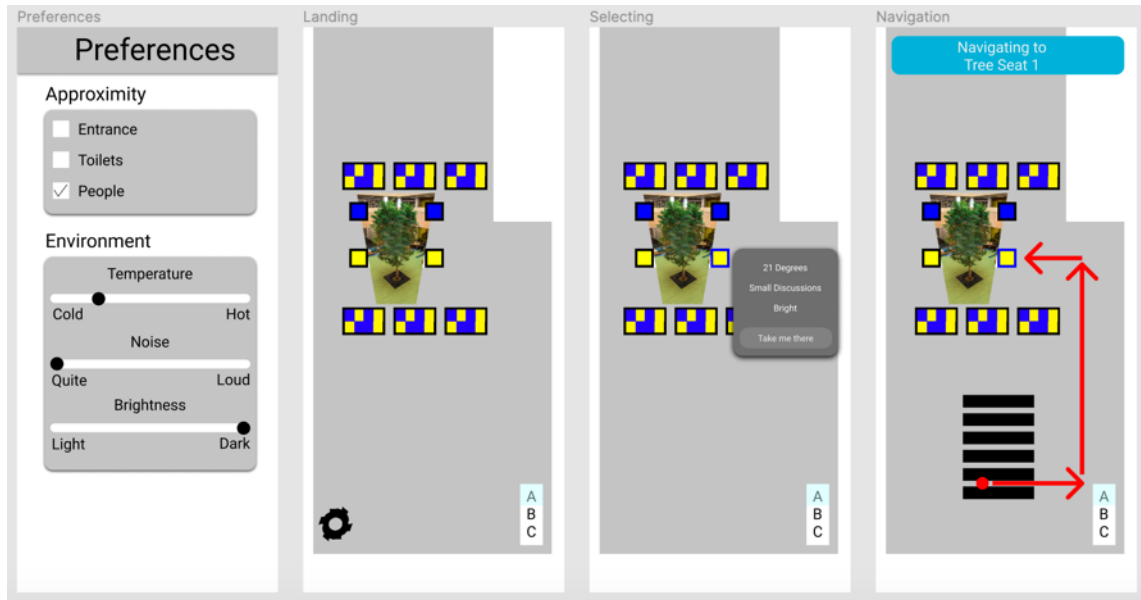 Preferences
Preferences
Approximity
Entrance
Toilets
People
Environment
Temperature
Cold Hot
Noise
Quite Loud
Brightness
Light Dark
Landing
A
B
C
Selecting
21 Degrees
Small Discussions
Bright
Take me there
A
B
C
Navigation
Navigating to
Tree Seat 1
A
B
C